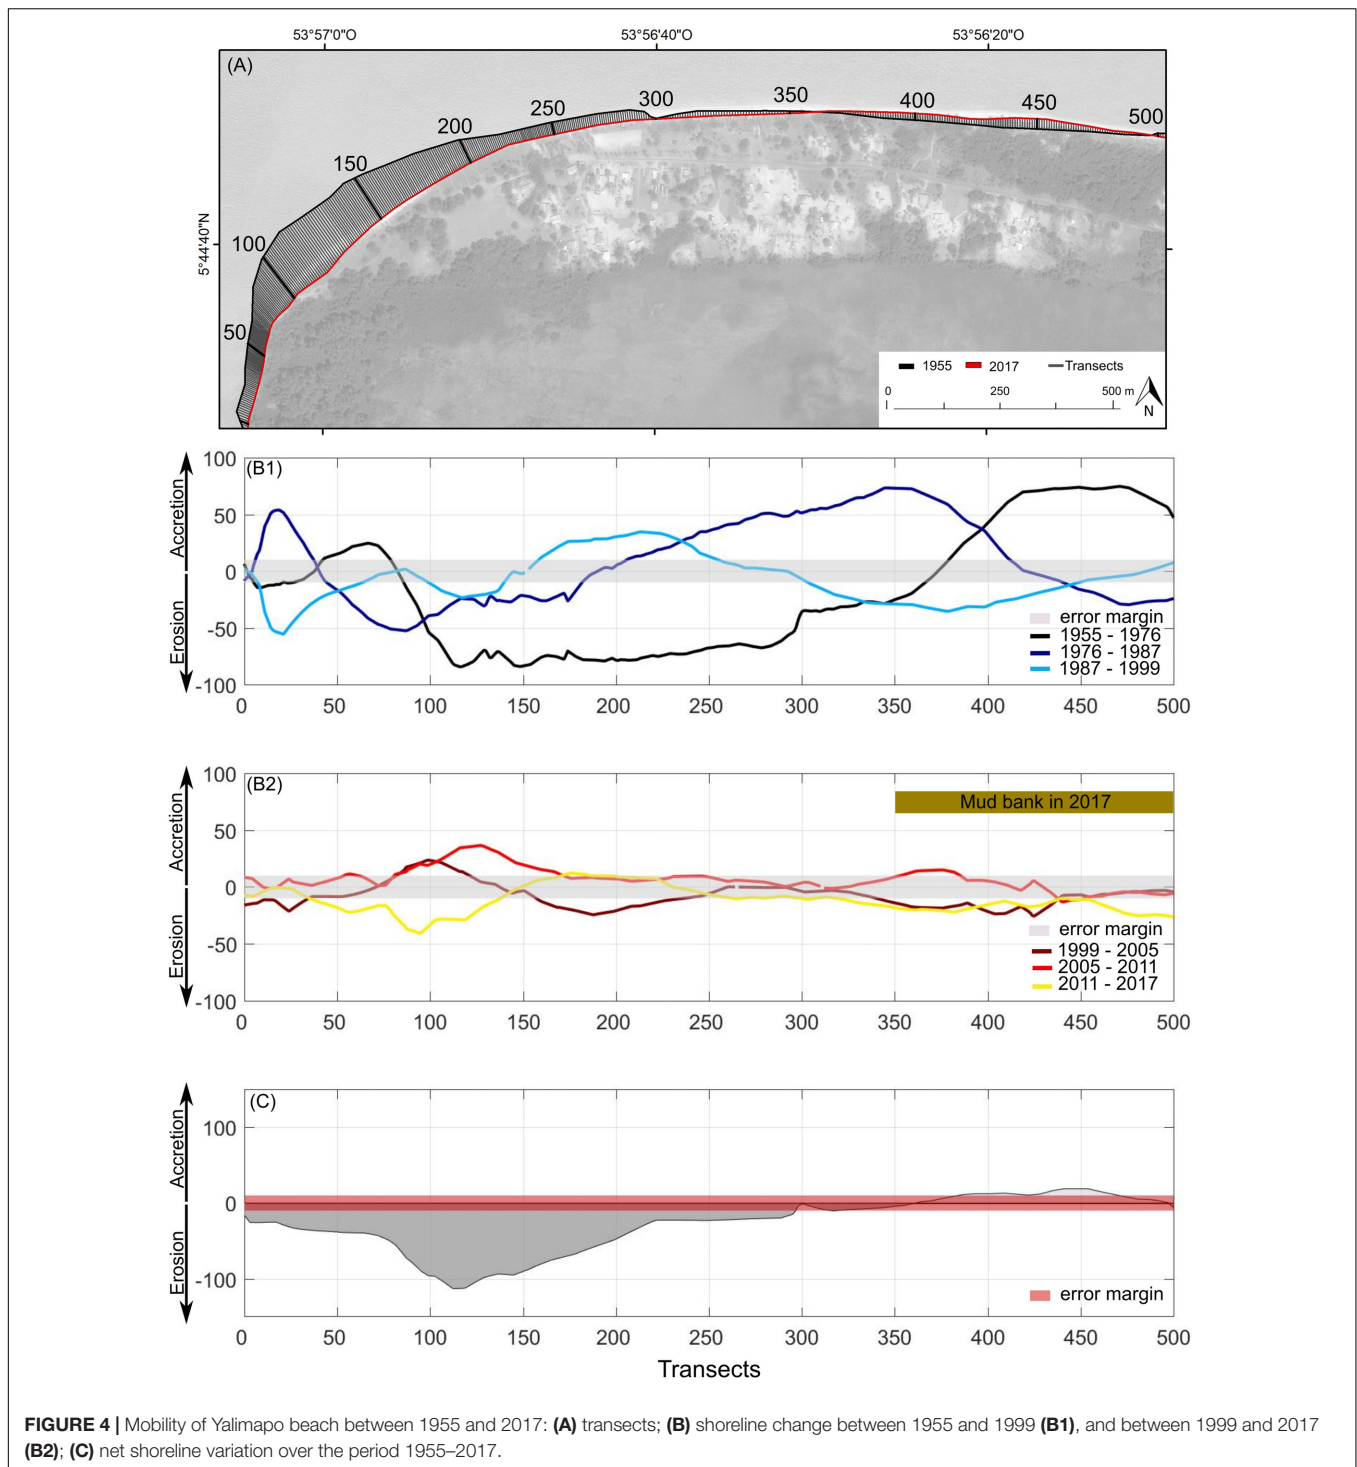 53°57'0"O 53°56'40"O 53°56'20"O
(A)
5°44'40"N
50 100 150 200 250 300 350 400 450 500
1955 2017 Transects
0 250 500 m
N
Accretion
Erosion
(B1)
100
50
0
-50
-100
error margin
1955 - 1976
1976 - 1987
1987 - 1999
0 50 100 150 200 250 300 350 400 450 500
Accretion
Erosion
(B2)
Mud bank in 2017
100
50
0
-50
-100
error margin
1999 - 2005
2005 - 2011
2011 - 2017
0 50 100 150 200 250 300 350 400 450 500
Accretion
Erosion
(C)
100
0
-100
error margin
0 50 100 150 200 250 300 350 400 450 500
Transects
FIGURE 4 | Mobility of Yalimapo beach between 1955 and 2017: (A) transects; (B) shoreline change between 1955 and 1999 (B1), and between 1999 and 2017
(B2); (C) net shoreline variation over the period 1955–2017.